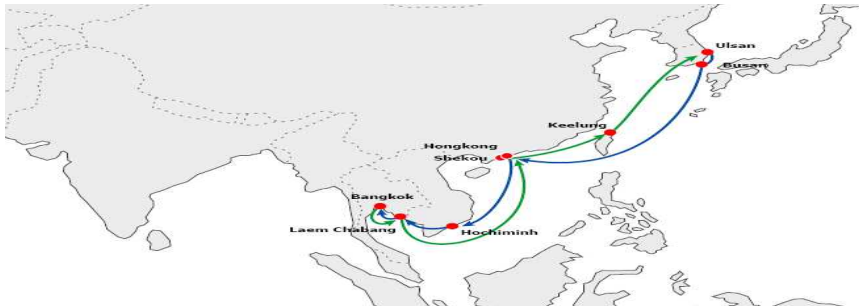 Ulsan
Busan
Keelung
Hongkong
Shekou
Bangkok
Laem Chabang
Hochiminh